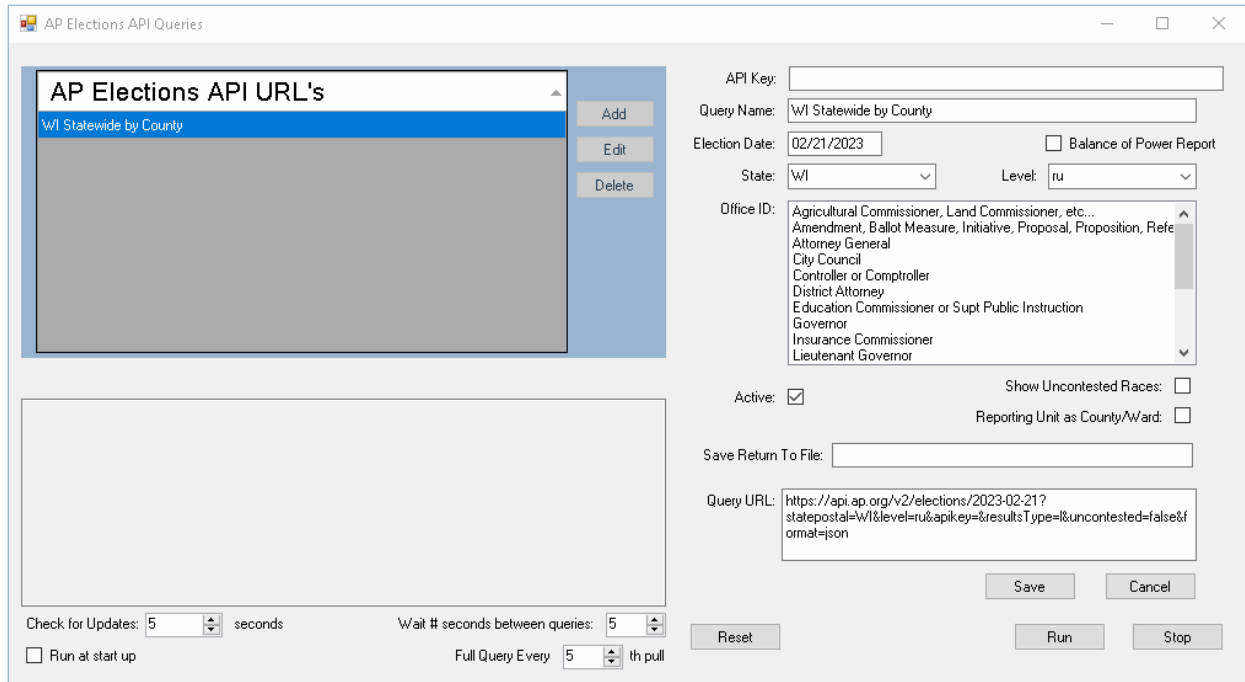 AP Elections API Queries
AP Elections API URL's
WI Statewide by County
Add
Edit
Delete
API Key:
Query Name: WI Statewide by County
Election Date: 02/21/2023
Balance of Power Report
State: WI
Level: ru
Office ID:
Agricultural Commissioner, Land Commissioner, etc...
Amendment, Ballot Measure, Initiative, Proposal, Proposition, Refe
Attorney General
City Council
Controller or Comptroller
District Attorney
Education Commissioner or Supt Public Instruction
Governor
Insurance Commissioner
Lieutenant Governor
Active:
Show Uncontested Races:
Reporting Unit as County/Ward:
Save Return To File:
Query URL:
https://api.ap.org/v2/elections/2023-02-21?
statepostal=WI&level=ru&apikey=&resultsType=l&uncontested=false&f
ormat=json
Save
Cancel
Check for Updates: 5 seconds
Wait # seconds between queries: 5
Run at start up
Full Query Every 5 th pull
Reset
Run
Stop